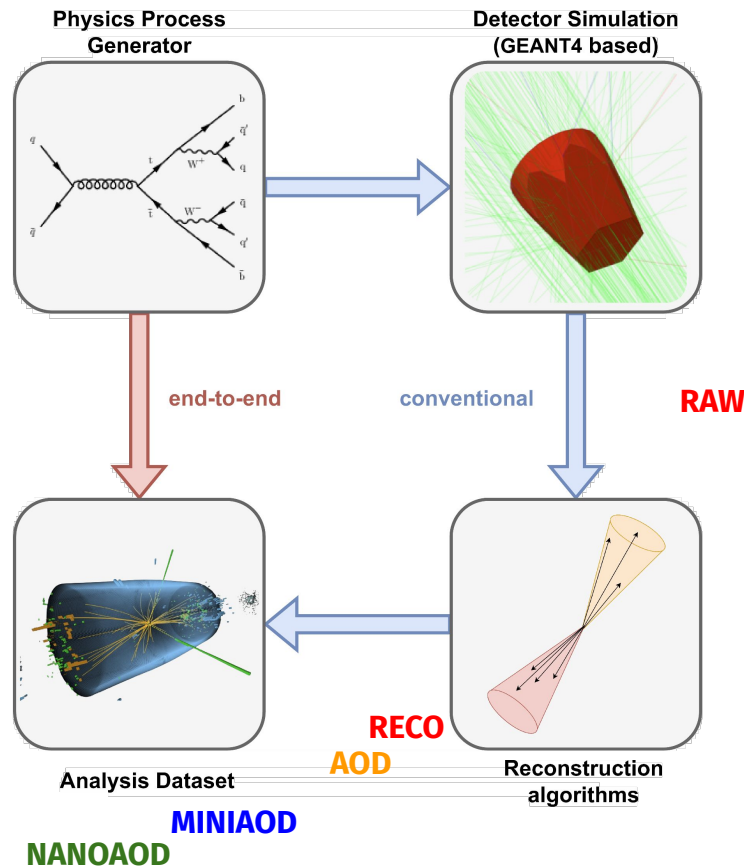 Physics Process
Generator
Detector Simulation
(GEANT4 based)
q
q̄
t
t̄
b
W⁺
q̄'
q
W⁻
q̄
q'
b̄
end-to-end
conventional
RAW
RECO
AOD
Analysis Dataset
Reconstruction
algorithms
MINIAOD
NANOAOD